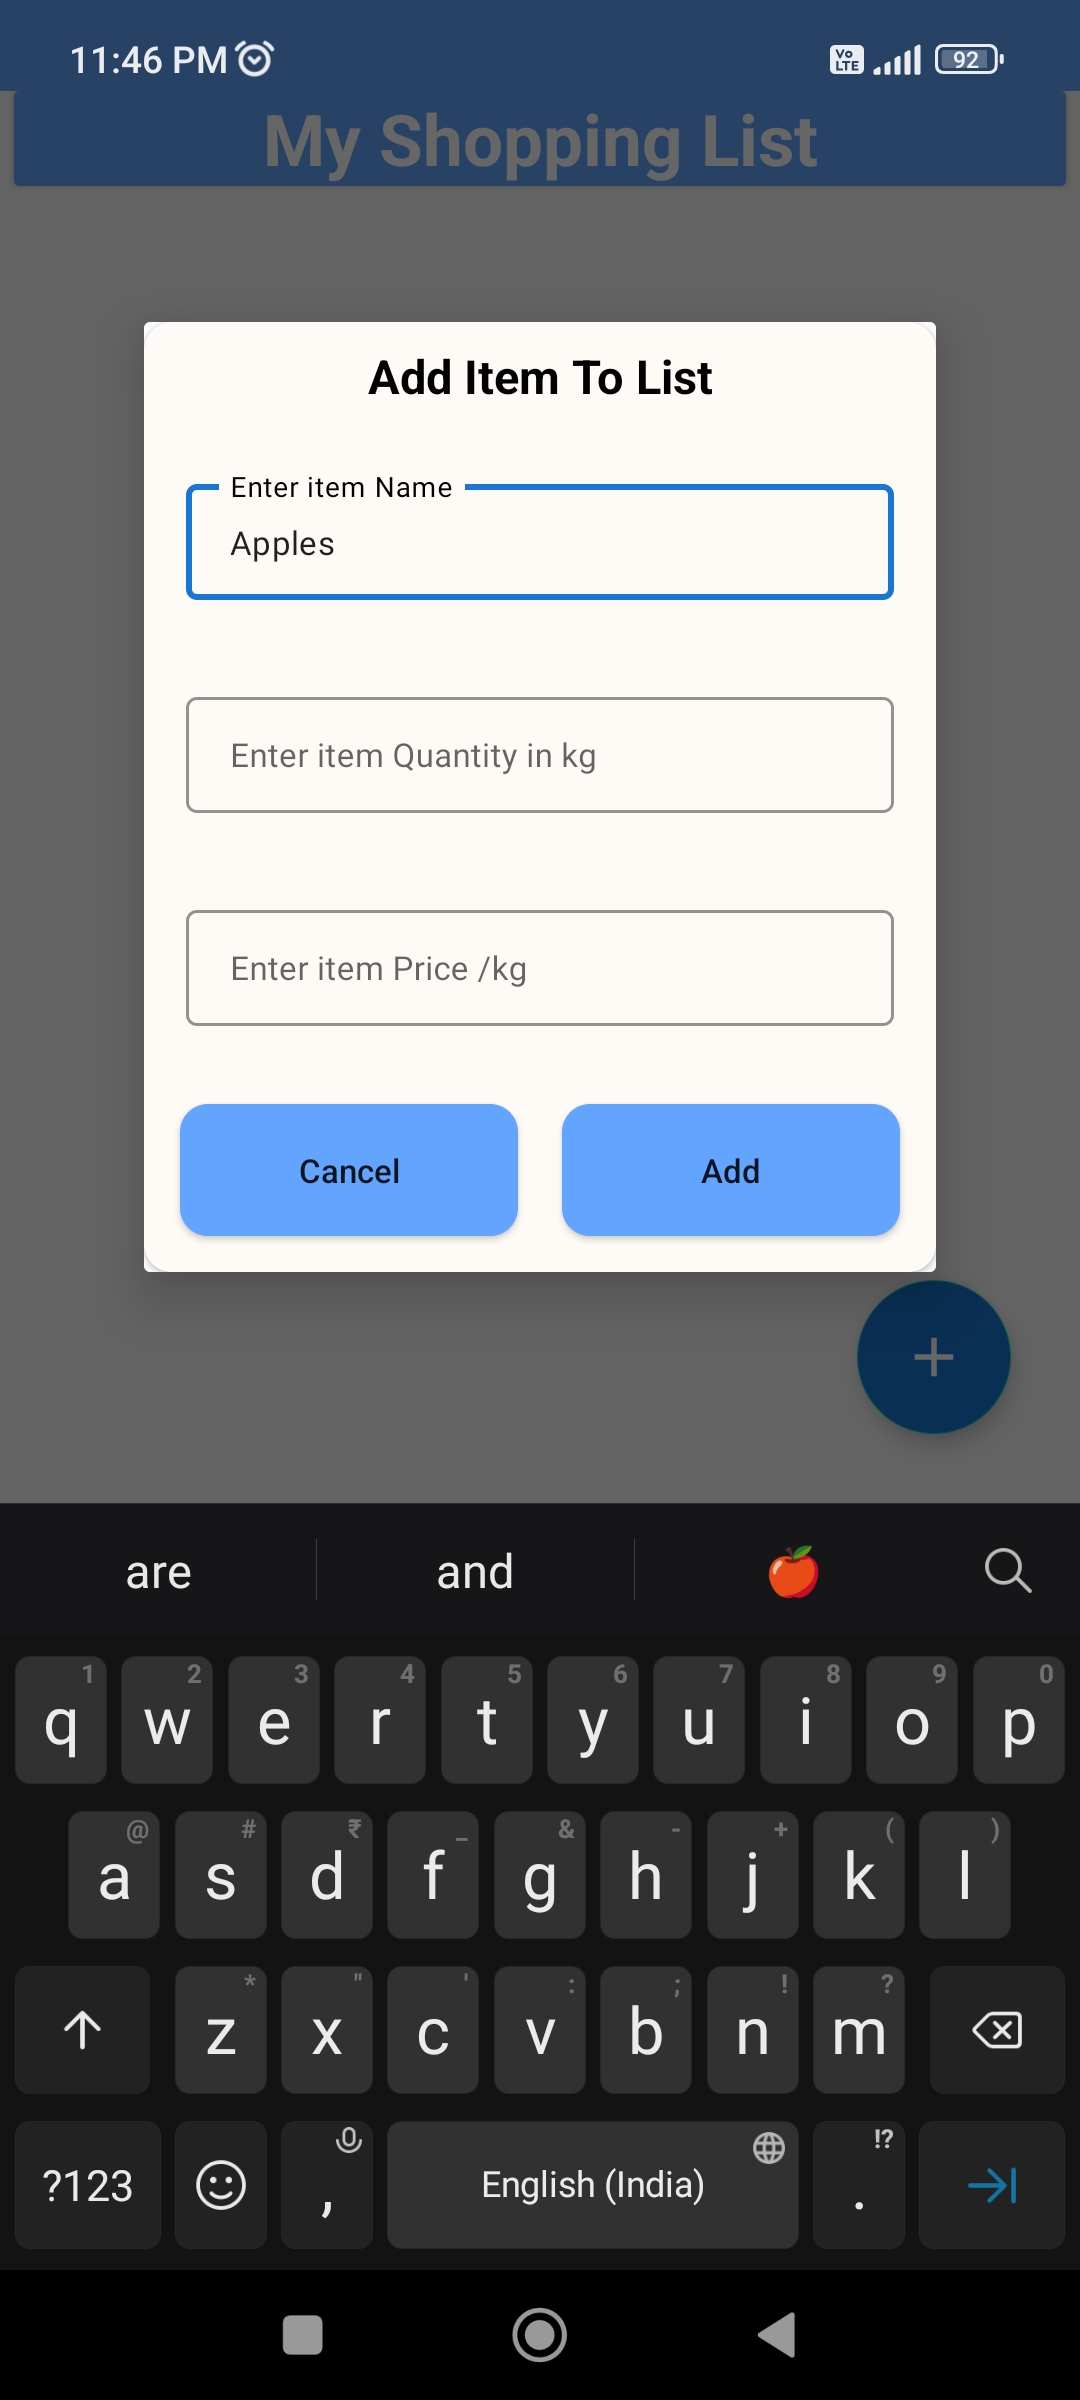 11:46 PM
Vo LTE
92
My Shopping List
Add Item To List
Enter item Name
Apples
Enter item Quantity in kg
Enter item Price /kg
Cancel
Add
+
are
and
1 2 3 4 5 6 7 8 9 0
q w e r t y u i o p
@ # ₹ _ & - + ( )
a s d f g h j k l
* " ' : ; ! ?
z x c v b n m
!?
?123
,
English (India)
.